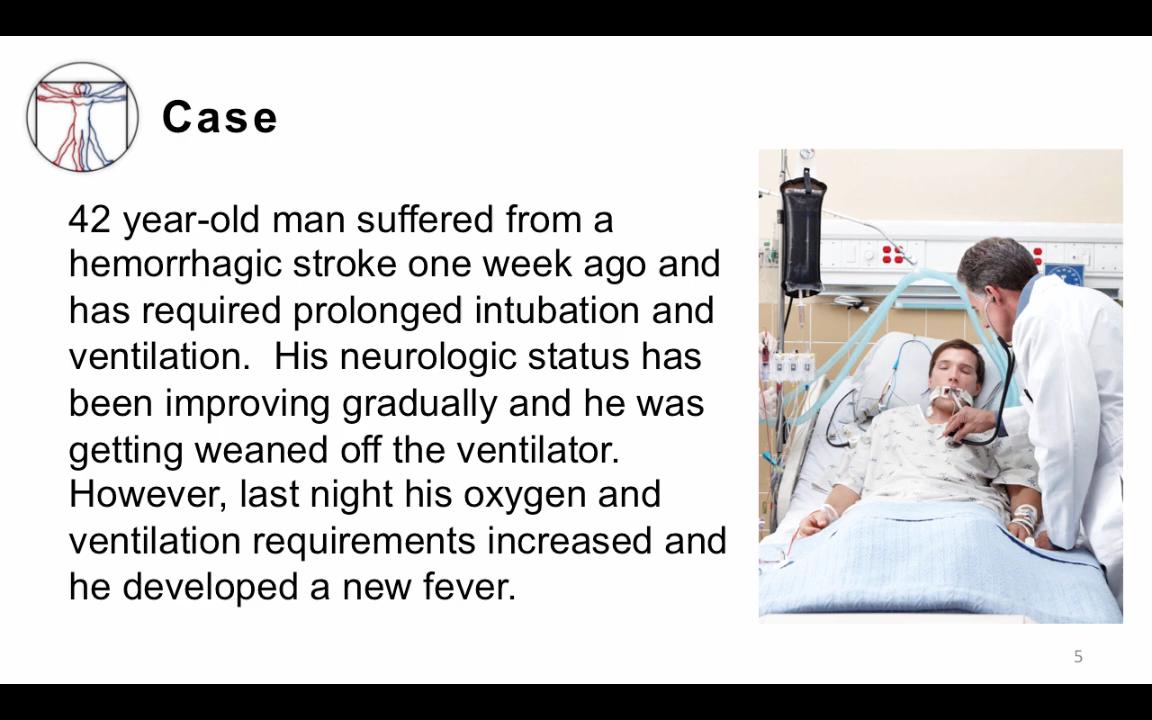 Case
42 year-old man suffered from a
hemorrhagic stroke one week ago and
has required prolonged intubation and
ventilation.  His neurologic status has
been improving gradually and he was
getting weaned off the ventilator.
However, last night his oxygen and
ventilation requirements increased and
he developed a new fever.
5